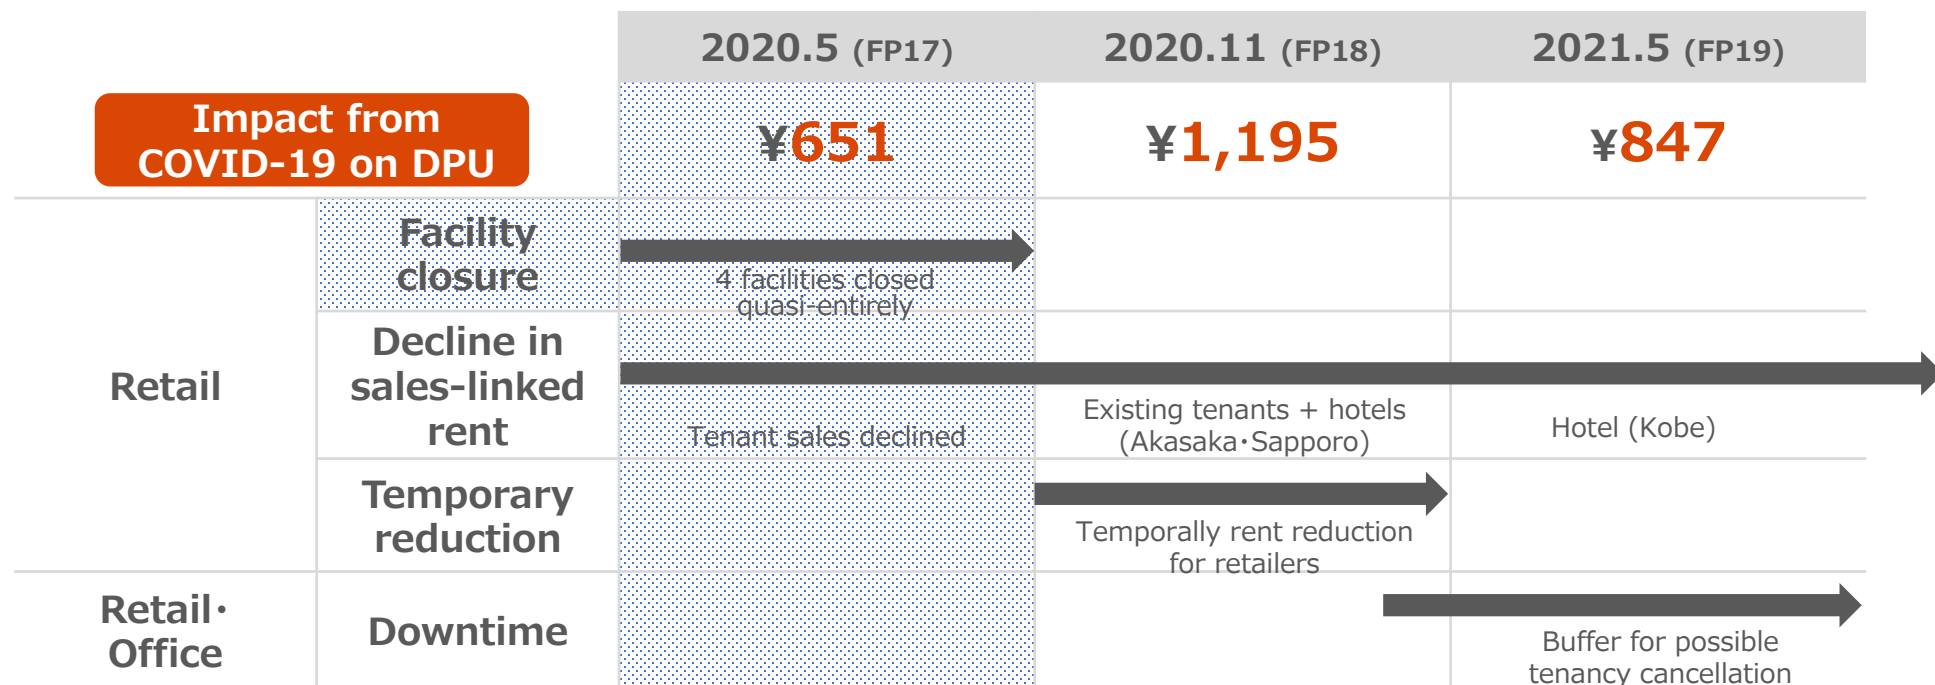 2020.5 (FP17)
2020.11 (FP18)
2021.5 (FP19)
Impact from
COVID-19 on DPU
¥651
¥1,195
¥847
Retail
Facility
closure
4 facilities closed
quasi-entirely
Decline in
sales-linked
rent
Tenant sales declined
Existing tenants + hotels
(Akasaka・Sapporo)
Hotel (Kobe)
Temporary
reduction
Temporally rent reduction
for retailers
Retail・
Office
Downtime
Buffer for possible
tenancy cancellation